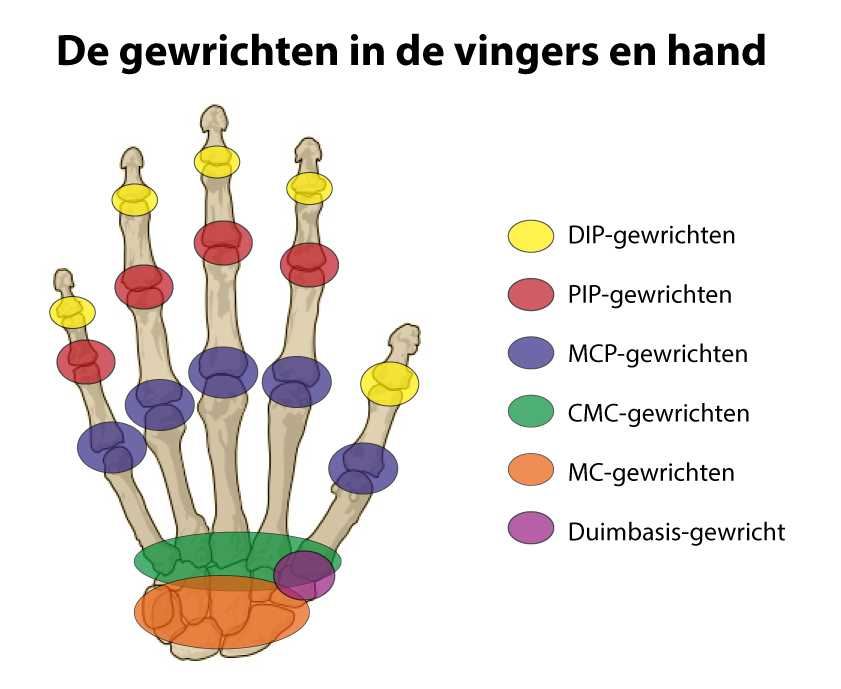 De gewrichten in de vingers en hand
DIP-gewrichten
PIP-gewrichten
MCP-gewrichten
CMC-gewrichten
MC-gewrichten
Duimbasis-gewricht